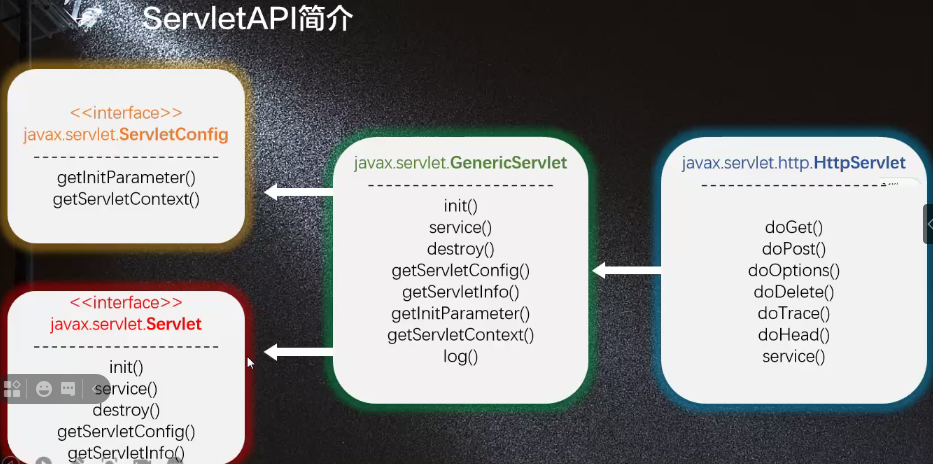 ServletAPI简介
<<interface>>
javax.servlet.ServletConfig
getInitParameter()
getServletContext()
<<interface>>
javax.servlet.Servlet
init()
service()
destroy()
getServletConfig()
getServletInfo()
javax.servlet.GenericServlet
init()
service()
destroy()
getServletConfig()
getServletInfo()
getInitParameter()
getServletContext()
log()
javax.servlet.http.HttpServlet
doGet()
doPost()
doOptions()
doDelete()
doTrace()
doHead()
service()